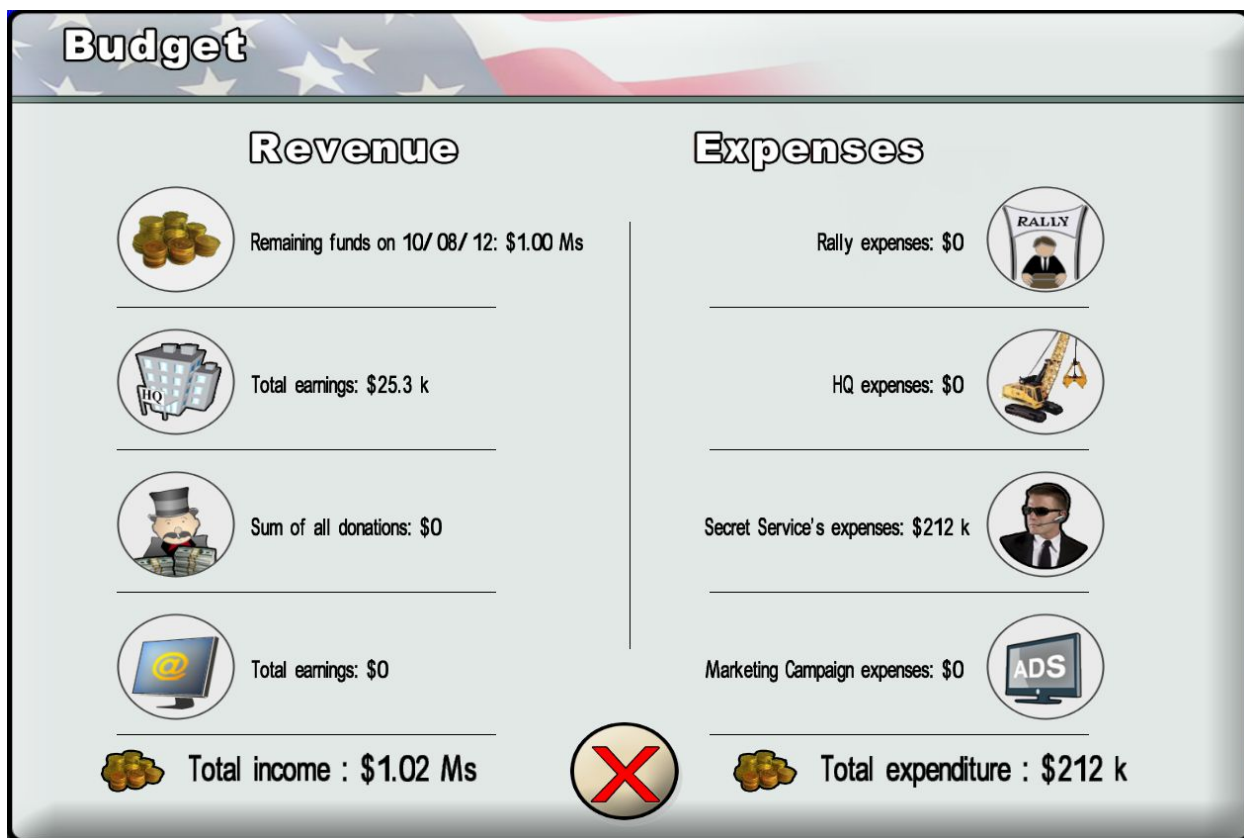 Budget
Revenue
Expenses
Remaining funds on 10/ 08/ 12: $1.00 Ms
Rally expenses: $0
RALLY
Total earnings: $25.3 k
HQ
HQ expenses: $0
Sum of all donations: $0
Secret Service's expenses: $212 k
@
Total earnings: $0
Marketing Campaign expenses: $0
ADS
Total income : $1.02 Ms
X
Total expenditure : $212 k